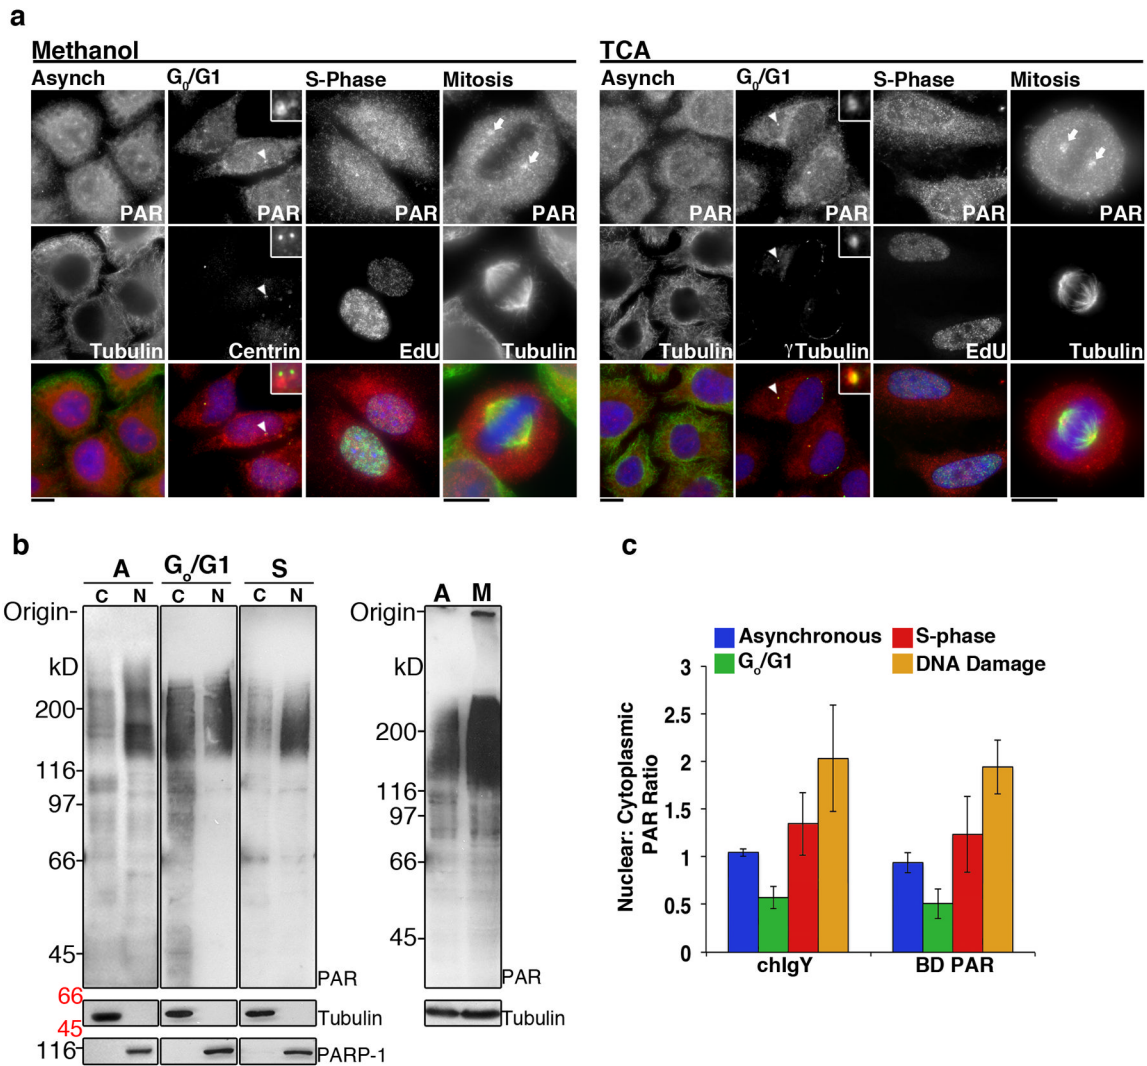 a
Methanol
TCA
Asynch
G₀/G1
S-Phase
Mitosis
Asynch
G₀/G1
S-Phase
Mitosis
PAR
PAR
PAR
PAR
PAR
PAR
PAR
PAR
Tubulin
Centrin
EdU
Tubulin
Tubulin
γTubulin
EdU
Tubulin
b
A
Gₒ/G1
S
C N
C N
C N
Origin-
kD
200
116
97
66
45
PAR
66
45
Tubulin
116
PARP-1
A M
Origin
kD
200
116
97
66
45
PAR
Tubulin
c
Asynchronous
S-phase
Gₒ/G1
DNA Damage
Nuclear: Cytoplasmic
PAR Ratio
3
2.5
2
1.5
1
0.5
0
chIgY
BD PAR